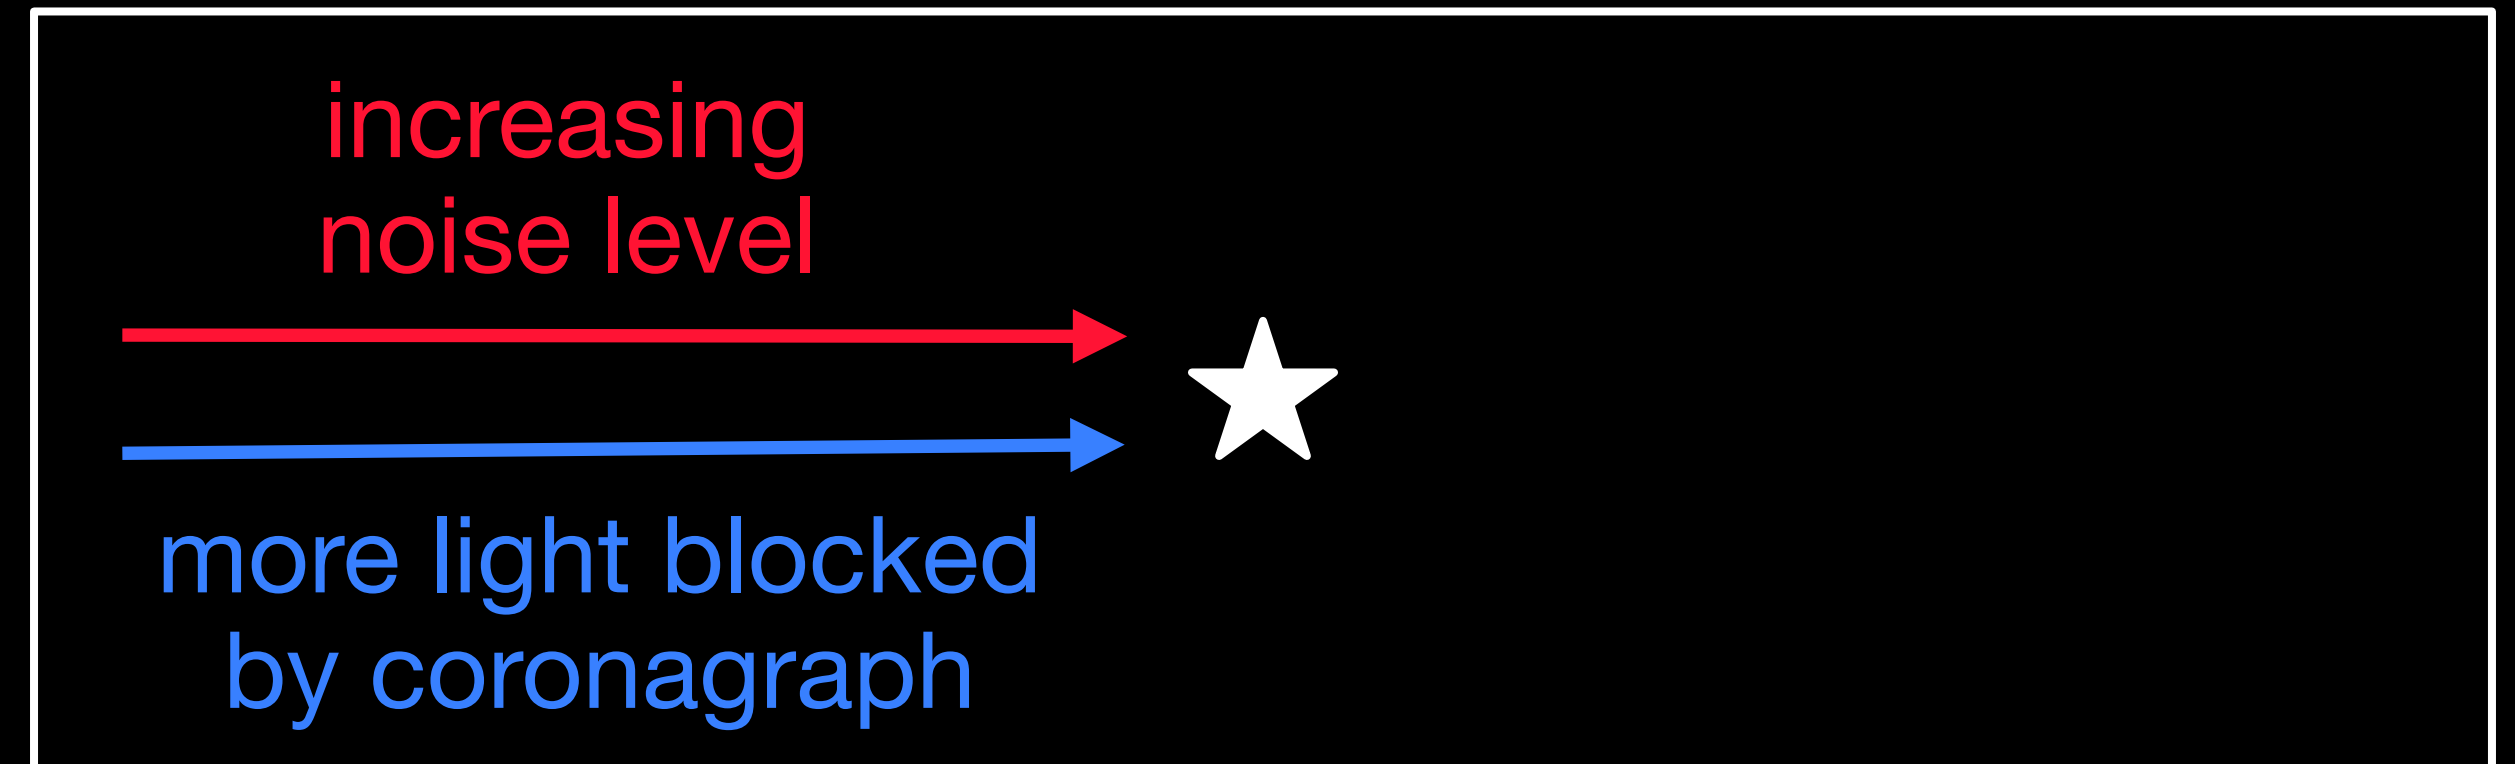 increasing
noise level
more light blocked
by coronagraph